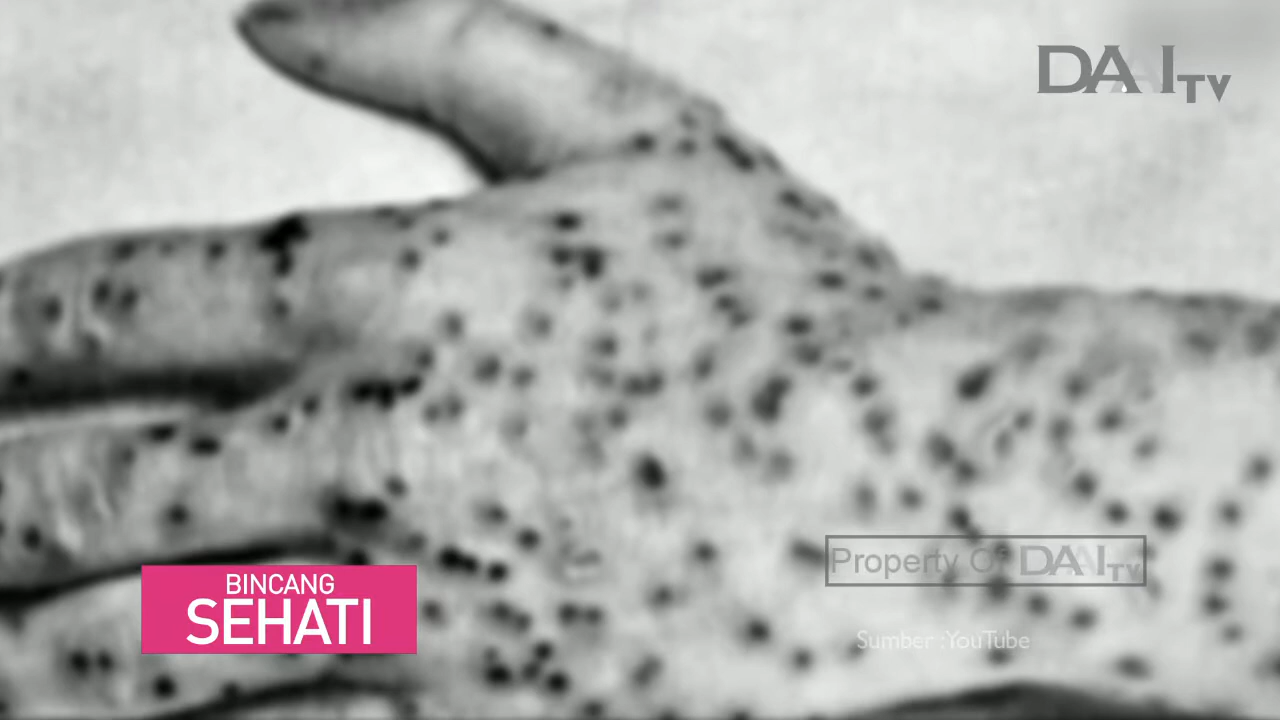 DAAI TV
Property Of DAAI TV
BINCANG
SEHATI
Sumber :YouTube